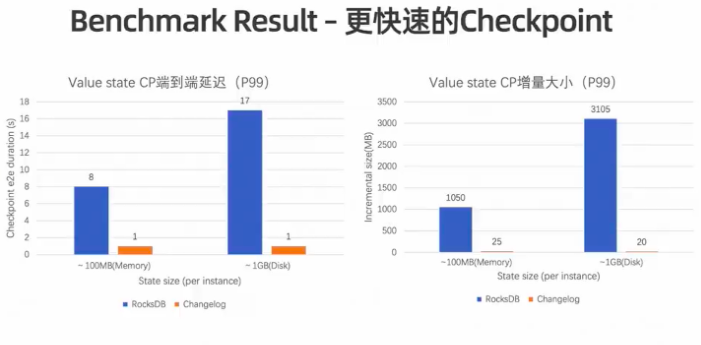 Benchmark Result – 更快速的Checkpoint
Value state CP端到端延迟（P99）
Checkpoint e2e duration (s)
18
16
14
12
10
8
6
4
2
0
8
1
17
1
~ 100MB(Memory)
~ 1GB(Disk)
State size (per instance)
RocksDB
Changelog
Value state CP增量大小（P99）
Incremental size(MB)
3500
3000
2500
2000
1500
1000
500
0
1050
25
3105
20
~ 100MB(Memory)
~ 1GB(Disk)
State size (per instance)
RocksDB
Changelog